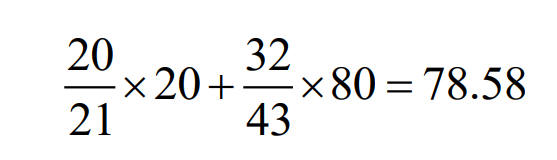 20/21 × 20 + 32/43 × 80 = 78.58